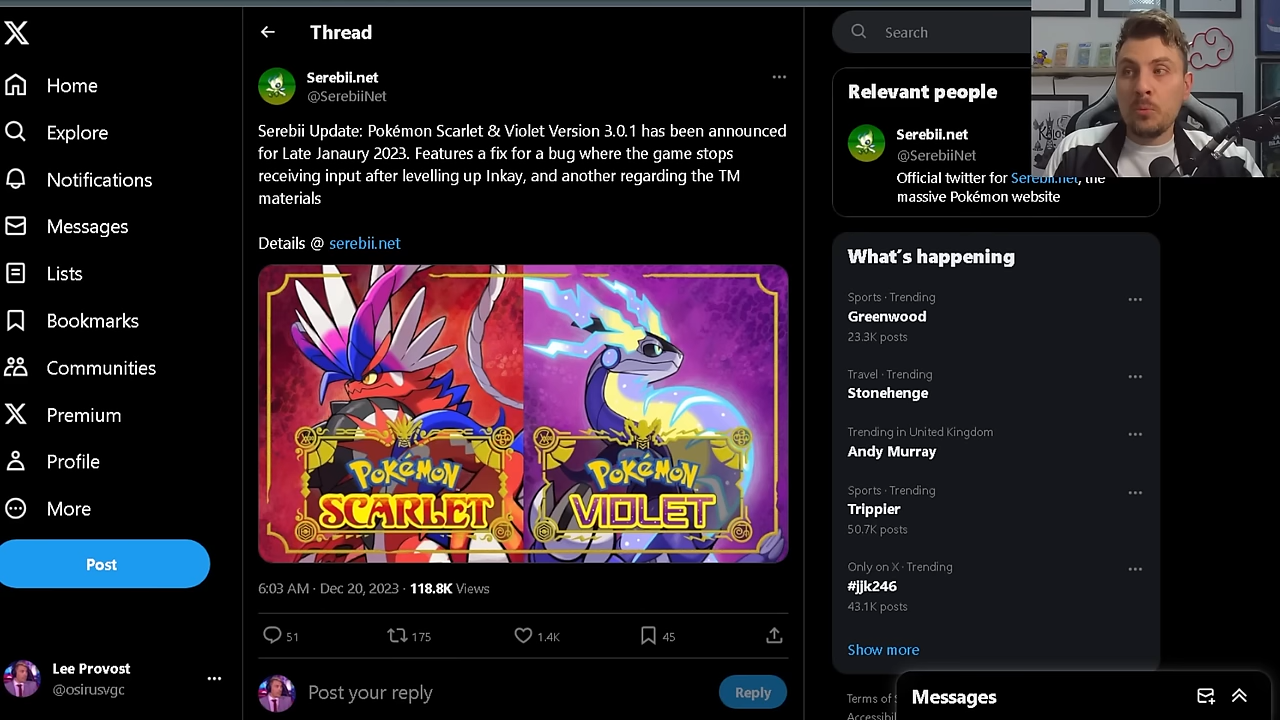 Home
Explore
Notifications
Messages
Lists
Bookmarks
Communities
Premium
Profile
More
Post
Lee Provost
@osirusvgc
Thread
Serebii.net
@SerebiiNet
Serebii Update: Pokémon Scarlet & Violet Version 3.0.1 has been announced
for Late Janaury 2023. Features a fix for a bug where the game stops
receiving input after levelling up Inkay, and another regarding the TM
materials
Details @ serebii.net
POKÉMON
SCARLET
POKÉMON
VIOLET
6:03 AM · Dec 20, 2023 · 118.8K Views
51 175 1.4K 45
Post your reply
Reply
Search
Relevant people
Serebii.net
@SerebiiNet
Official twitter for Serebii.net, the
massive Pokémon website
What's happening
Sports · Trending
Greenwood
23.3K posts
Travel · Trending
Stonehenge
Trending in United Kingdom
Andy Murray
Sports · Trending
Trippier
50.7K posts
Only on X · Trending
#jjk246
43.1K posts
Show more
Terms of
Messages